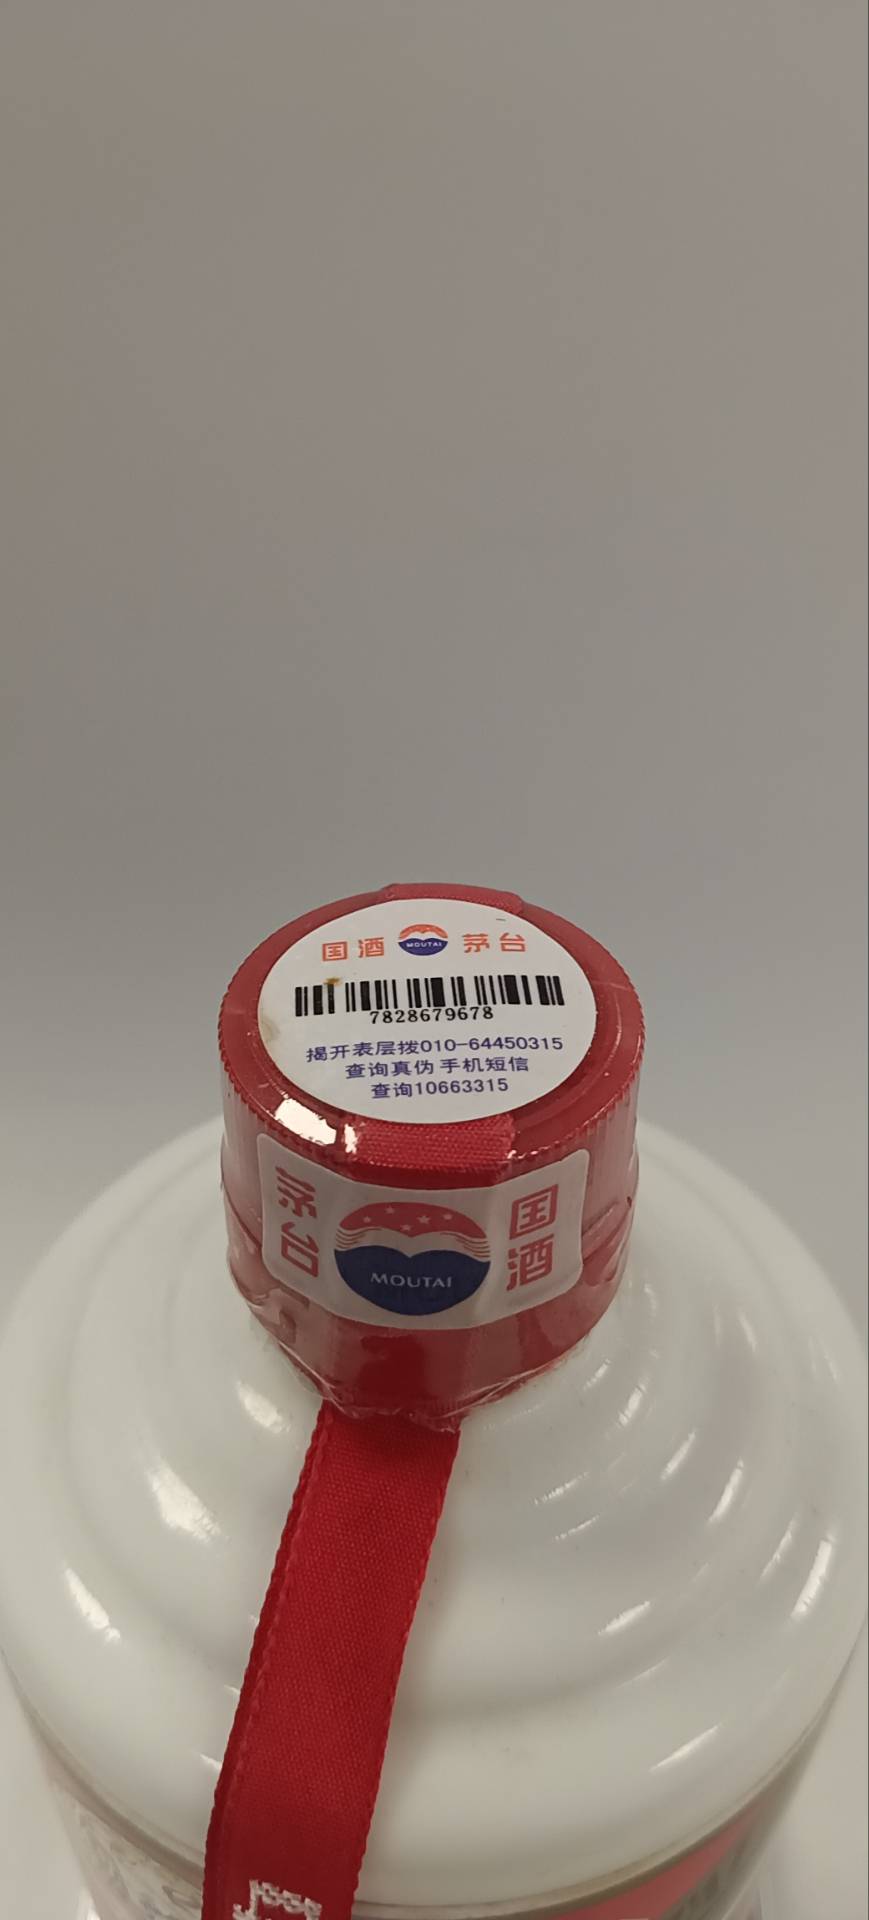 国酒 MOUTAI 茅台
7828679678
揭开表层拨010-64450315
查询真伪 手机短信
查询10663315
茅台 MOUTAI 国酒